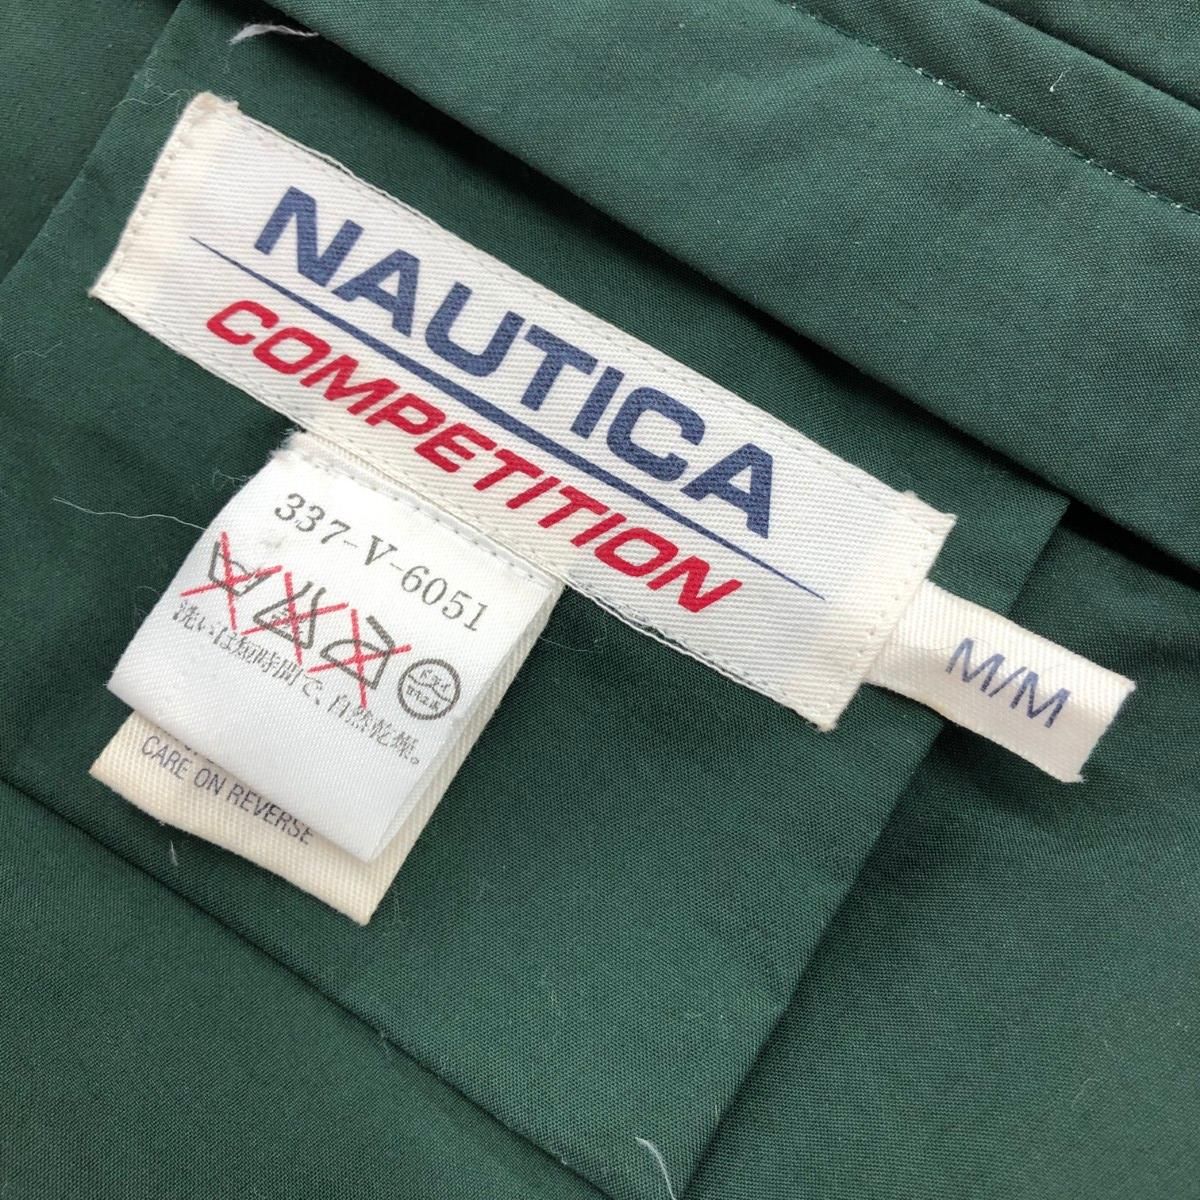 NAUTICA
COMPETITION
M/M
337-V-6051
洗いは短時間で、自然乾燥。
CARE ON REVERSE